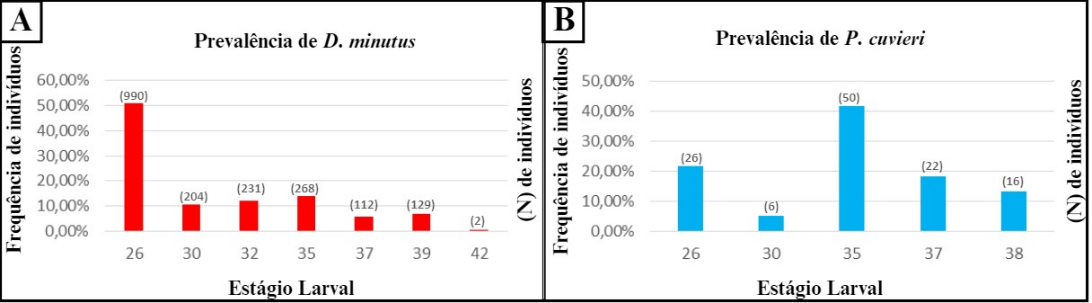 A
Prevalência de D. minutus
Frequência de indivíduos
60,00%
50,00%
40,00%
30,00%
20,00%
10,00%
0,00%
(990)
(204)
(231)
(268)
(112)
(129)
(2)
26 30 32 35 37 39 42
Estágio Larval
(N) de indivíduos
B
Prevalência de P. cuvieri
Frequência de indivíduos
50,00%
40,00%
30,00%
20,00%
10,00%
0,00%
(26)
(6)
(50)
(22)
(16)
26 30 35 37 38
Estágio Larval
(N) de indivíduos